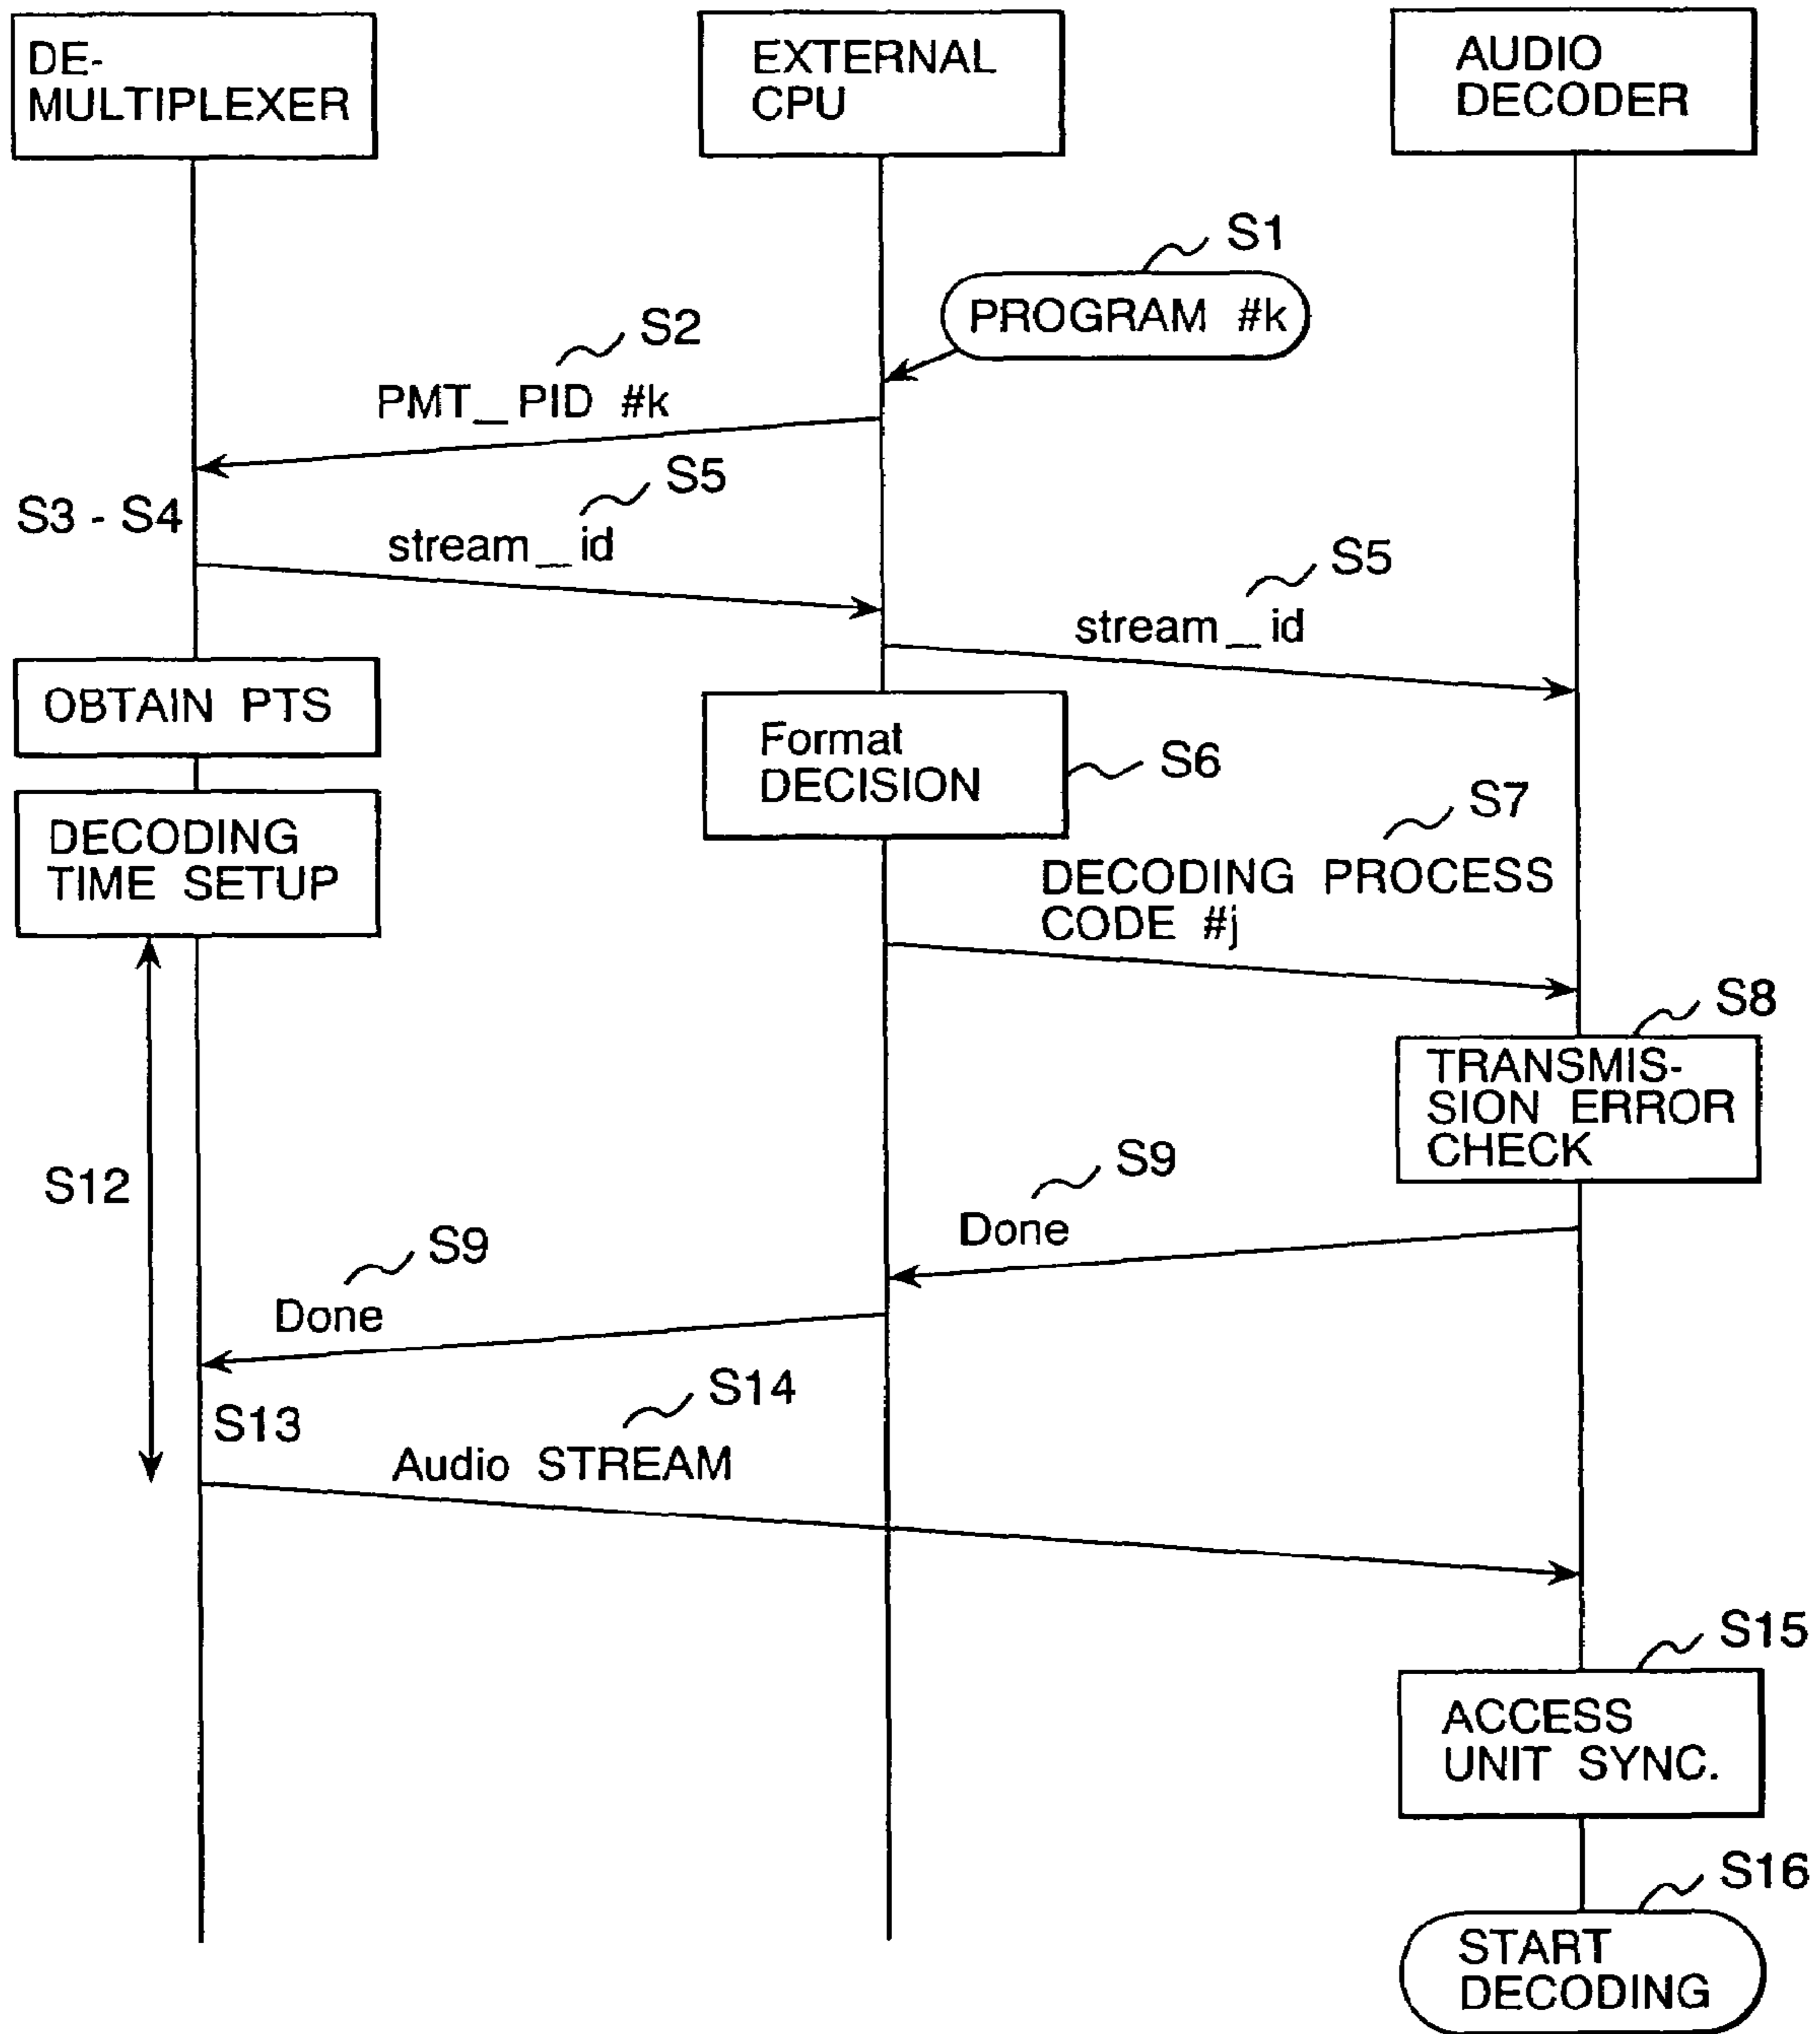 DE-
MULTIPLEXER
EXTERNAL
CPU
AUDIO
DECODER
S1
PROGRAM #k
S2
PMT_PID #k
S5
S3 - S4
stream_id
S5
stream_id
OBTAIN PTS
Format
DECISION
S6
S7
DECODING
TIME SETUP
DECODING PROCESS
CODE #j
S8
TRANSMIS-
SION ERROR
CHECK
S9
S12
Done
S9
Done
S14
S13
Audio STREAM
S15
ACCESS
UNIT SYNC.
S16
START
DECODING